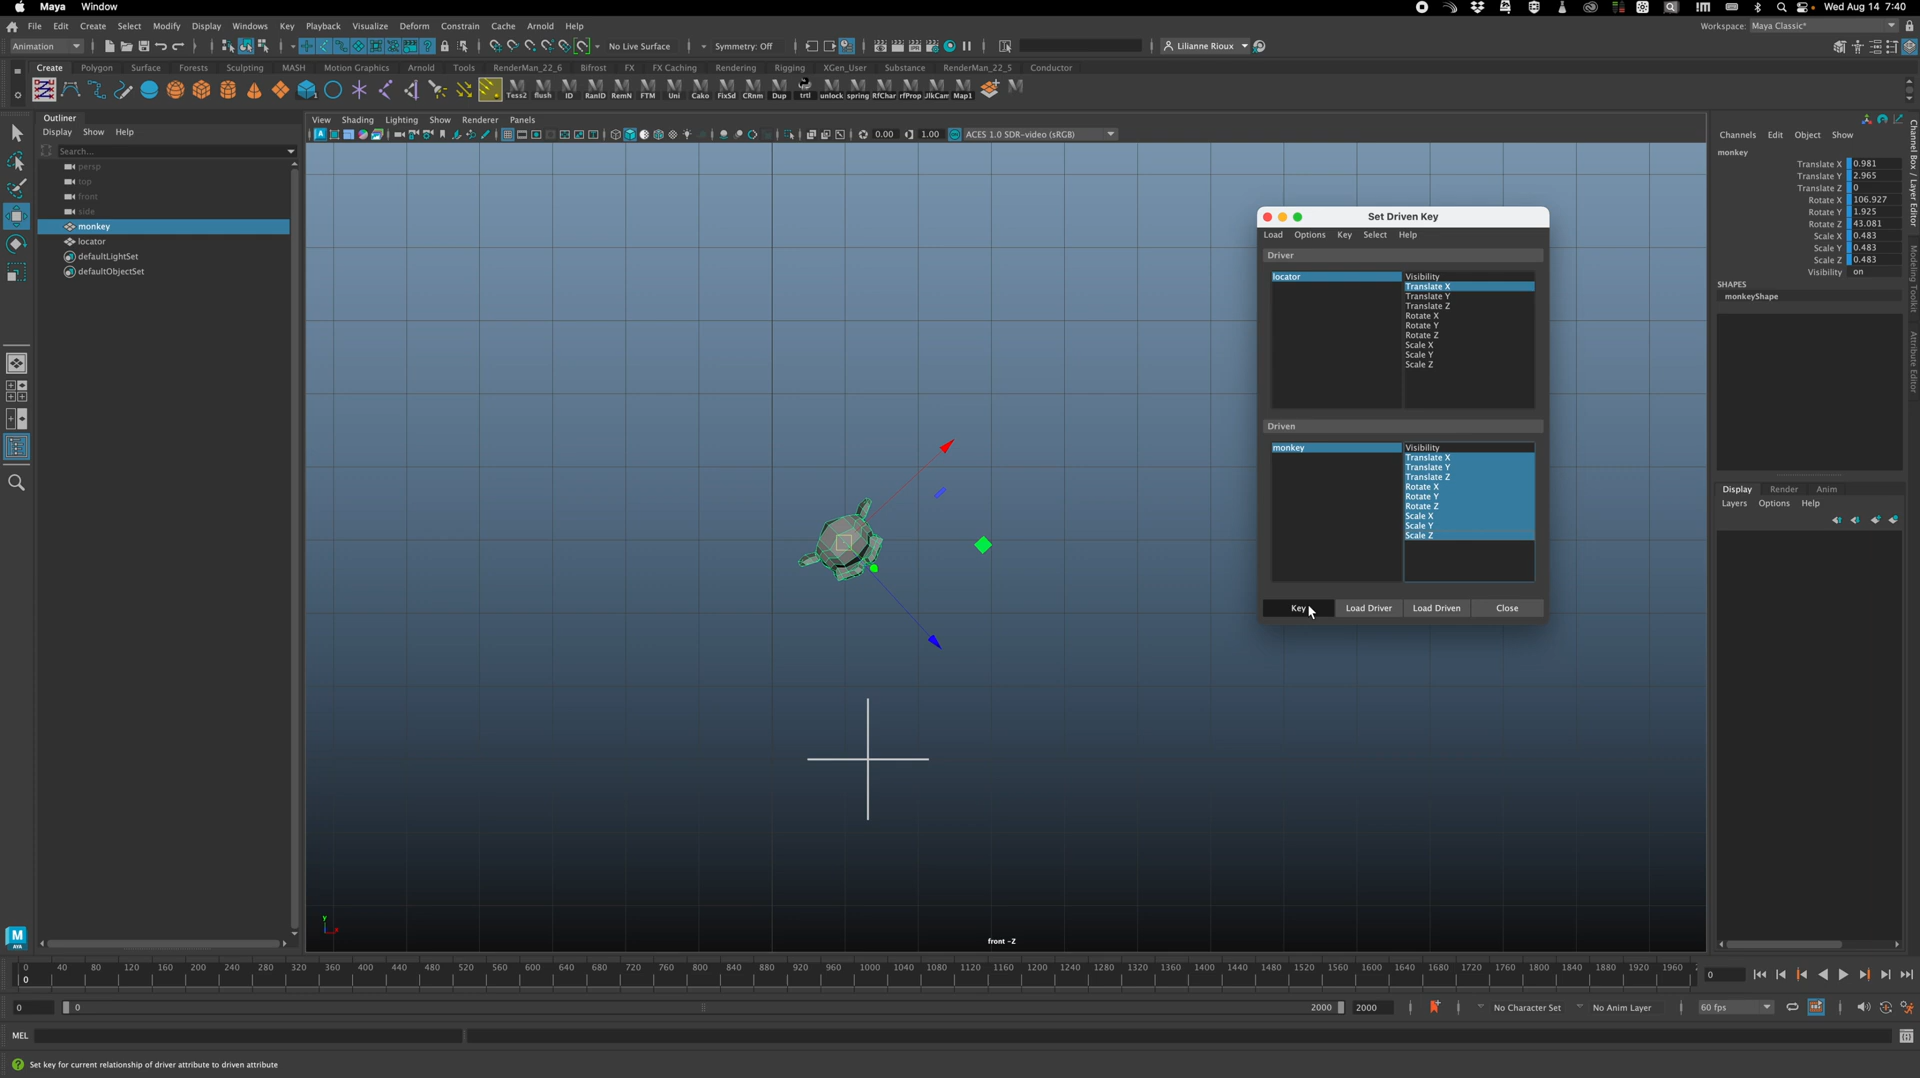 Maya Window Wed Aug 14 7:40
File Edit Create Select Modify Display Windows Key Playback Visualize Deform Constrain Cache Arnold Help Workspace: Maya Classic*
Animation No Live Surface Symmetry: Off Lilianne Rioux
Create Polygon Surface Forests Sculpting MASH Motion Graphics Arnold Tools RenderMan_22_6 Bifrost FX FX Caching Rendering Rigging XGen_User Substance RenderMan_22_5 Conductor
Tess2 flush ID RanID RemN FTM Uni Cako FixSd CRnm Dup trtl unlock spring RfChar rfProp JlkCam Map1
Outliner
Display Show Help
Search...
persp
top
front
side
monkey
locator
defaultLightSet
defaultObjectSet
View Shading Lighting Show Renderer Panels
0.00 1.00 ACES 1.0 SDR-video (sRGB)
Set Driven Key
Load Options Key Select Help
Driver
locator Visibility
Translate X
Translate Y
Translate Z
Rotate X
Rotate Y
Rotate Z
Scale X
Scale Y
Scale Z
Driven
monkey Visibility
Translate X
Translate Y
Translate Z
Rotate X
Rotate Y
Rotate Z
Scale X
Scale Y
Scale Z
Key Load Driver Load Driven Close
y
front -Z
Channels Edit Object Show
monkey
Translate X 0.981
Translate Y 2.965
Translate Z 0
Rotate X 106.927
Rotate Y 1.925
Rotate Z 43.081
Scale X 0.483
Scale Y 0.483
Scale Z 0.483
Visibility on
SHAPES
monkeyShape
Display Render Anim
Layers Options Help
Channel Box / Layer Editor
Modeling Toolkit
Attribute Editor
M
AYA
0 40 80 120 160 200 240 280 320 360 400 440 480 520 560 600 640 680 720 760 800 840 880 920 960 1000 1040 1080 1120 1160 1200 1240 1280 1320 1360 1400 1440 1480 1520 1560 1600 1640 1680 1720 1760 1800 1840 1880 1920 1960
0 0
0 0 2000 2000 No Character Set No Anim Layer 60 fps
MEL
Set key for current relationship of driver attribute to driven attribute